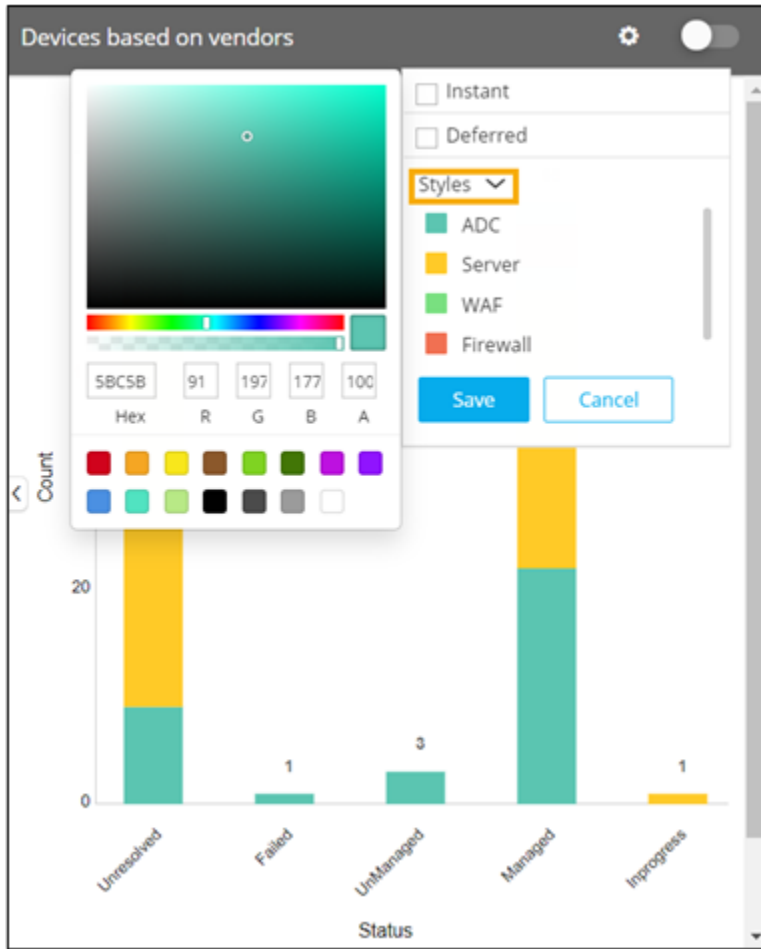 Devices based on vendors
Instant
Deferred
Styles
ADC
Server
WAF
Firewall
Save Cancel
5BC5B 91 197 177 100
Hex R G B A
Count
20
0
1
3
1
Unresolved
Failed
UnManaged
Managed
Inprogress
Status